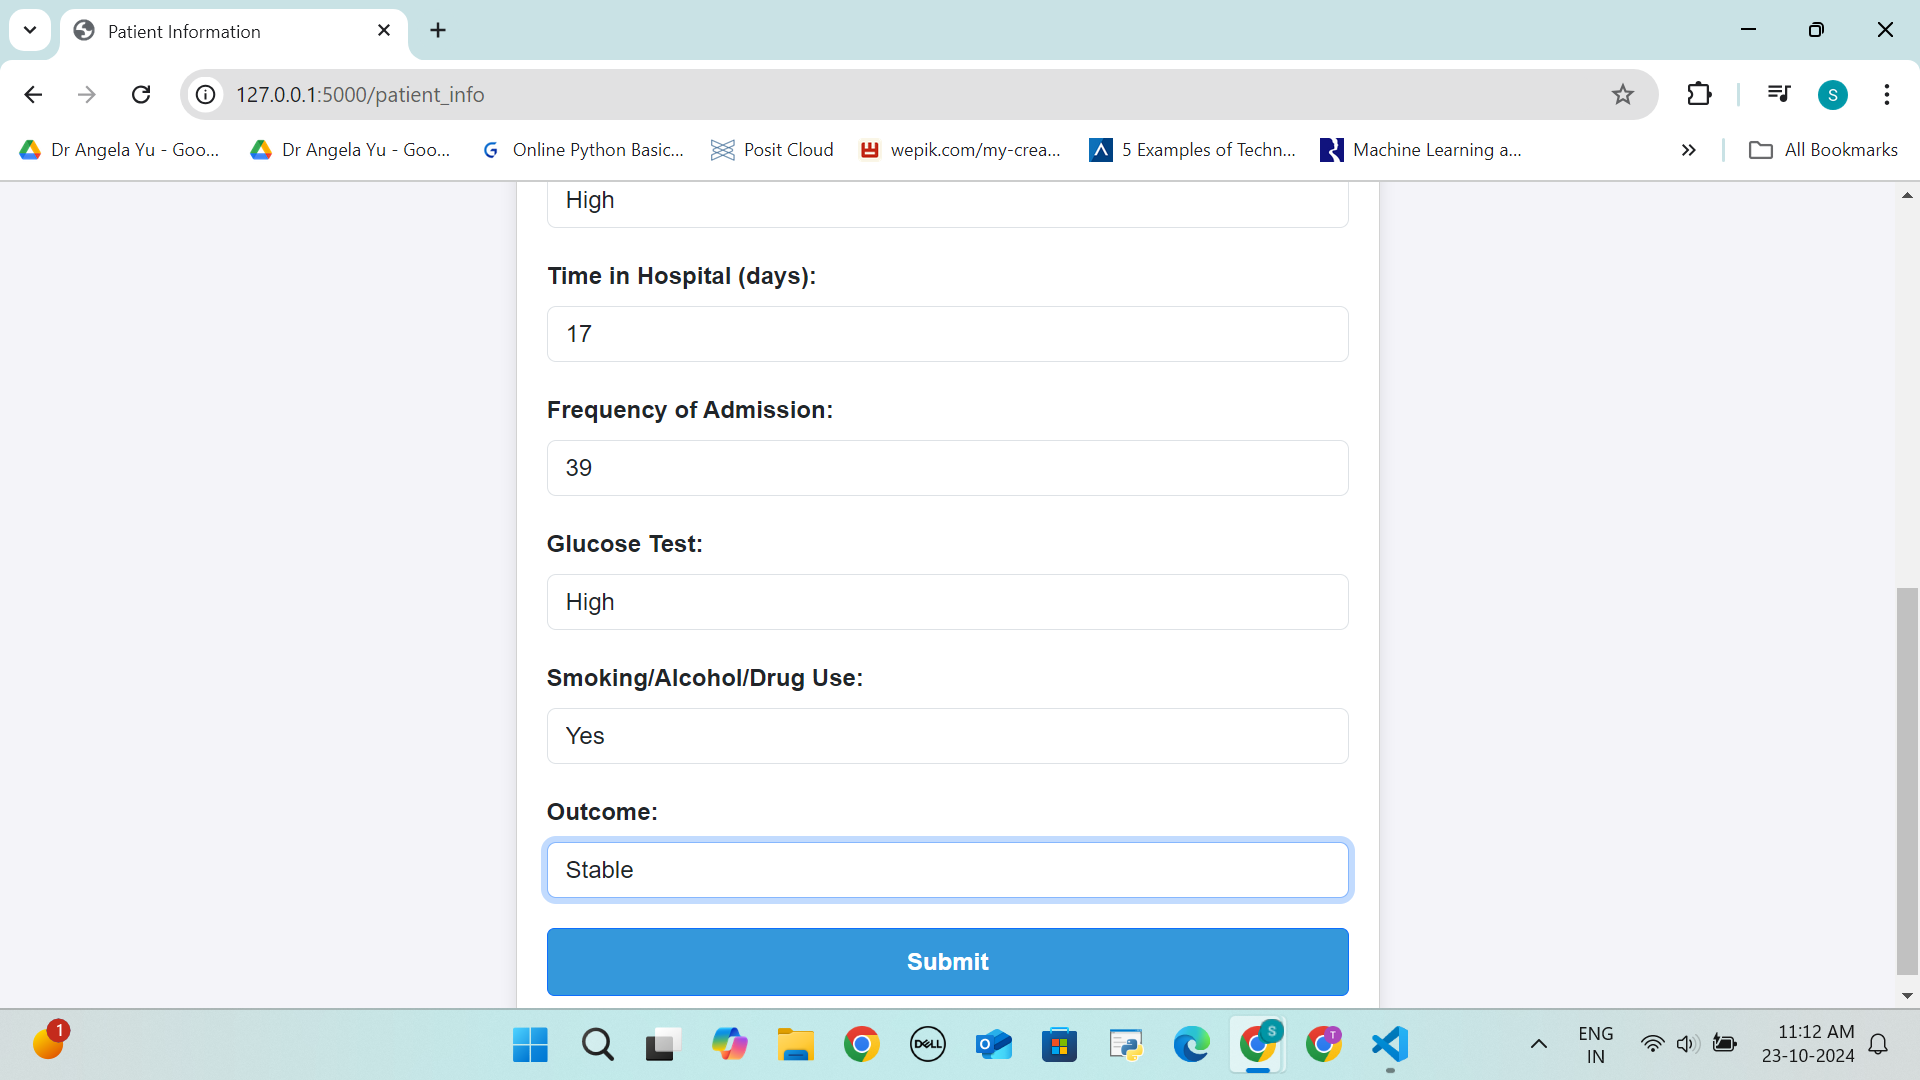 Patient Information
127.0.0.1:5000/patient_info
S
Dr Angela Yu - Goo...
Dr Angela Yu - Goo...
Online Python Basic...
Posit Cloud
wepik.com/my-crea...
5 Examples of Techn...
Machine Learning a...
All Bookmarks
High
Time in Hospital (days):
17
Frequency of Admission:
39
Glucose Test:
High
Smoking/Alcohol/Drug Use:
Yes
Outcome:
Stable
Submit
1
DELL
S
T
ENG
IN
11:12 AM
23-10-2024